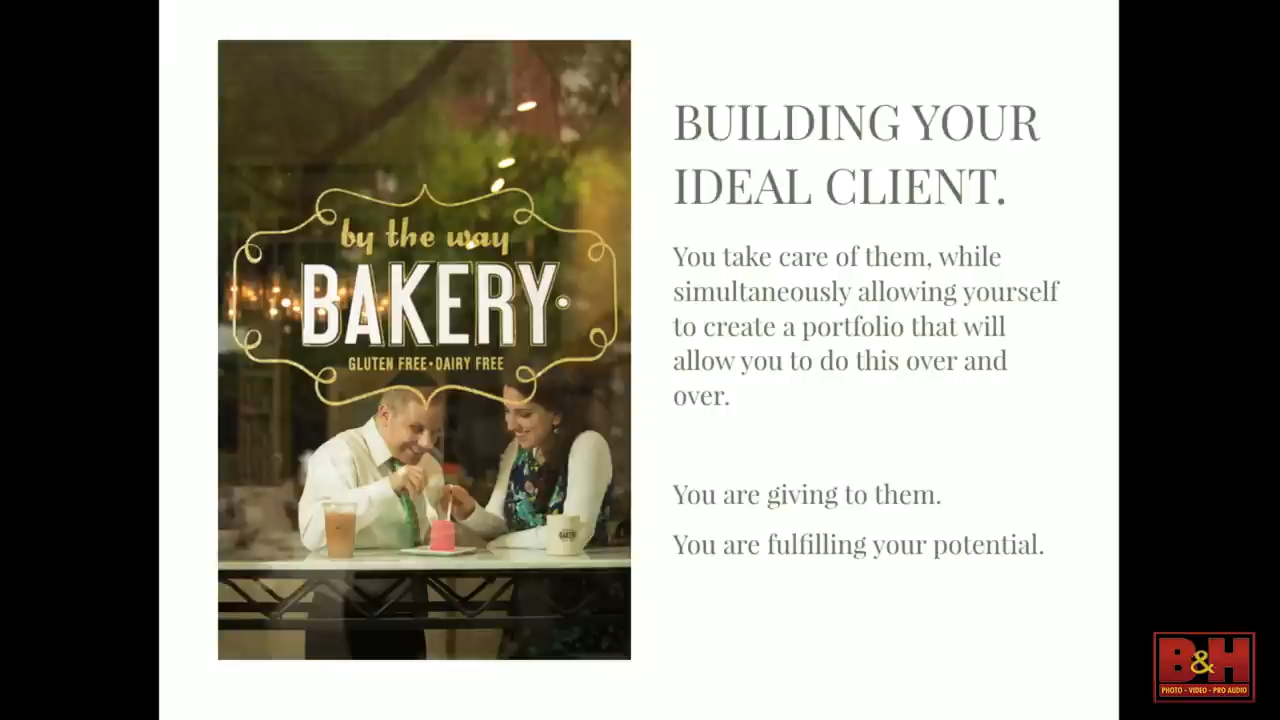 by the way
BAKERY
GLUTEN FREE • DAIRY FREE
BUILDING YOUR
IDEAL CLIENT.
You take care of them, while
simultaneously allowing yourself
to create a portfolio that will
allow you to do this over and
over.
You are giving to them.
You are fulfilling your potential.
BAKERY
B&H
PHOTO - VIDEO - PRO AUDIO